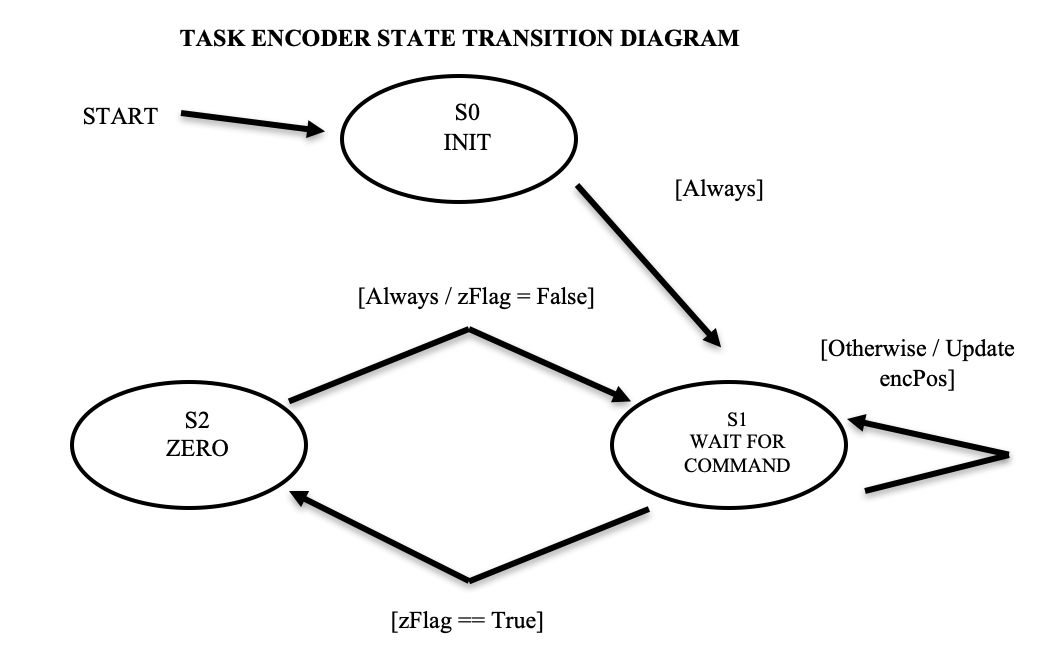 TASK ENCODER STATE TRANSITION DIAGRAM
START
S0
INIT
[Always]
[Always / zFlag = False]
[Otherwise / Update
encPos]
S2
ZERO
S1
WAIT FOR
COMMAND
[zFlag == True]